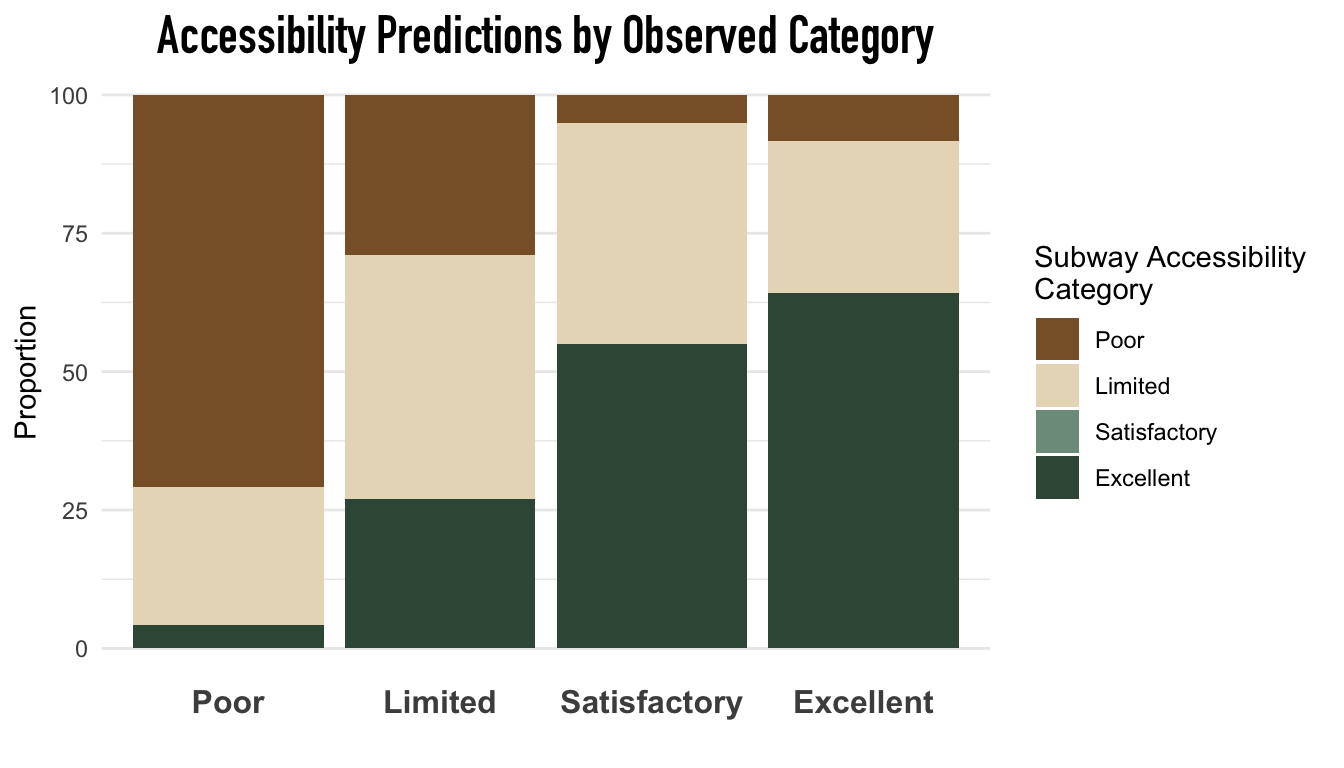 Accessibility Predictions by Observed Category
100
75
50
25
0
Proportion
Poor
Limited
Satisfactory
Excellent
Subway Accessibility
Category
Poor
Limited
Satisfactory
Excellent